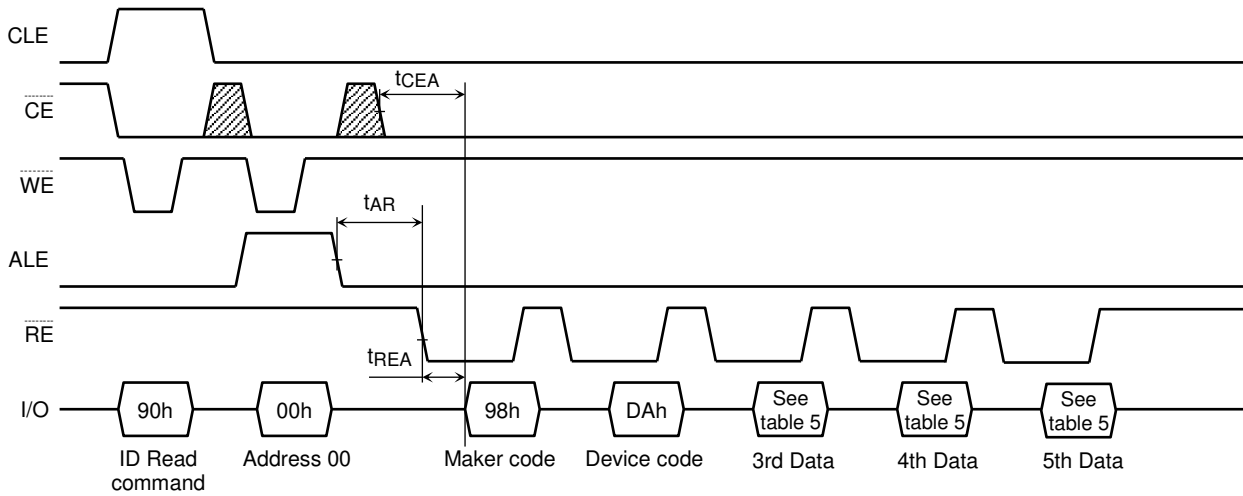 CLE
tCEA
CE
WE
tAR
ALE
RE
tREA
I/O
90h
00h
98h
DAh
See
table 5
See
table 5
See
table 5
ID Read
command
Address 00
Maker code
Device code
3rd Data
4th Data
5th Data